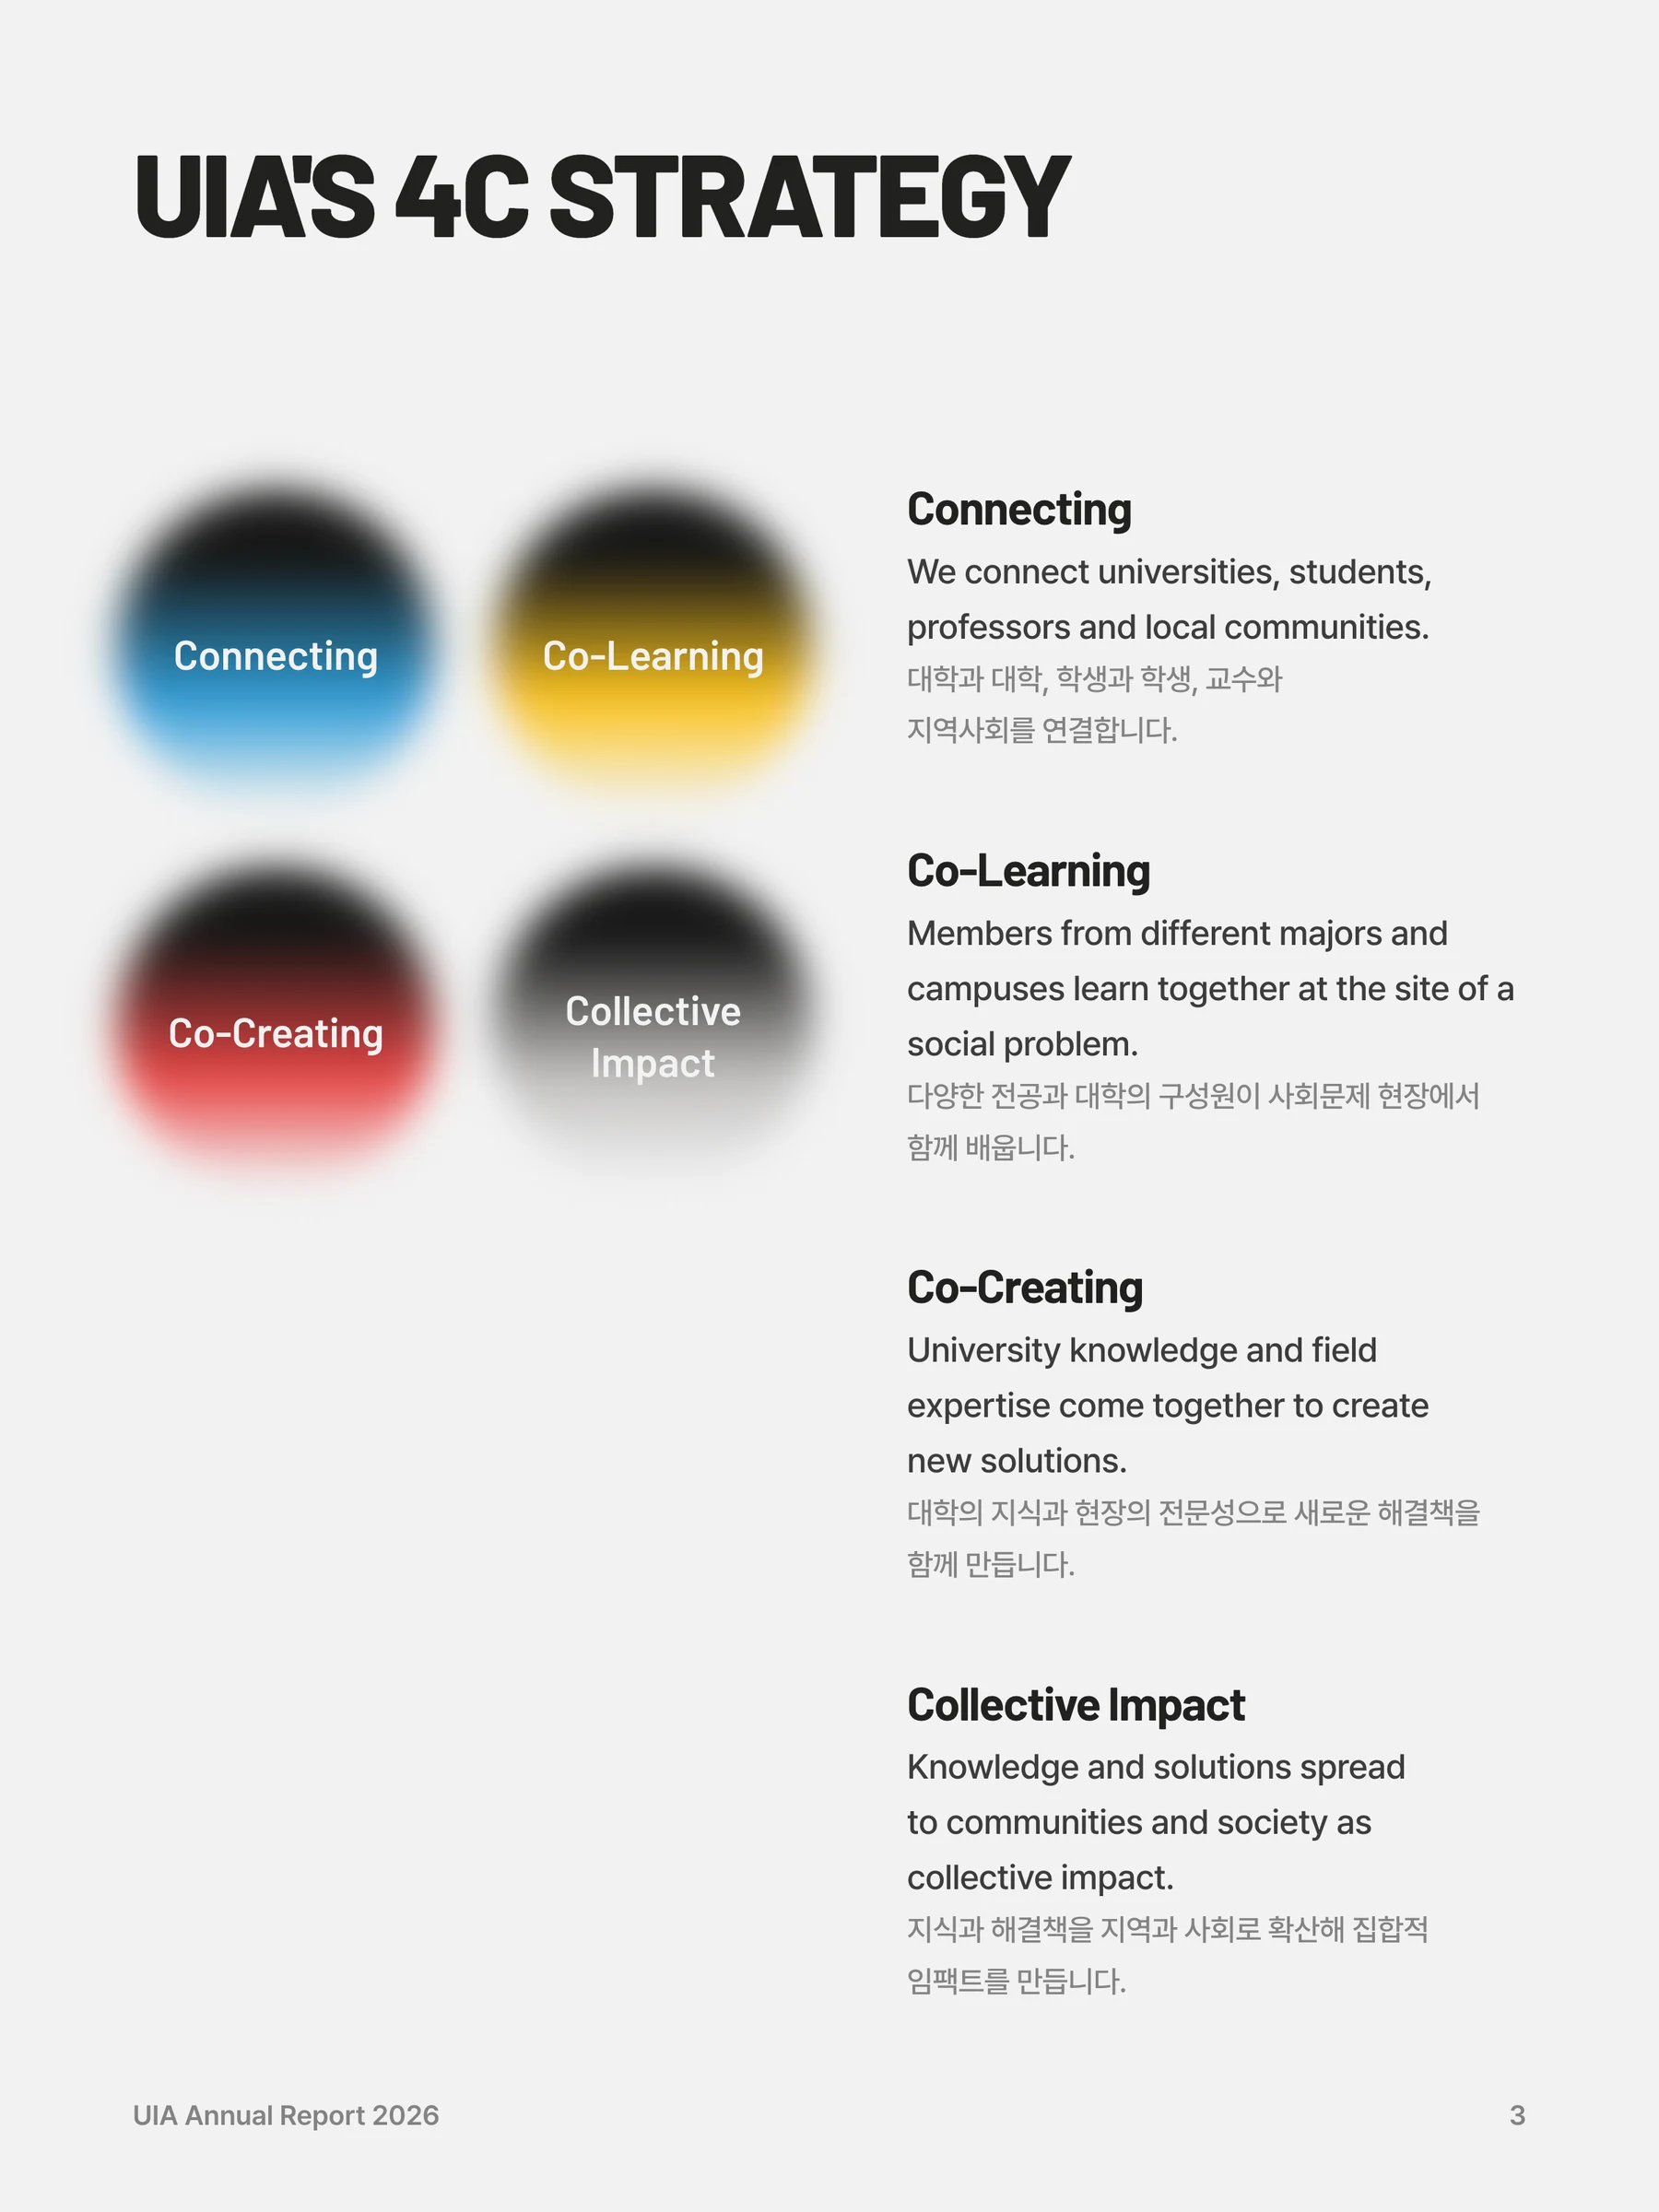 UIA'S 4C STRATEGY
Connecting
Co-Learning
Co-Creating
Collective
Impact
Connecting
We connect universities, students,
professors and local communities.
대학과 대학, 학생과 학생, 교수와
지역사회를 연결합니다.
Co-Learning
Members from different majors and
campuses learn together at the site of a
social problem.
다양한 전공과 대학의 구성원이 사회문제 현장에서
함께 배웁니다.
Co-Creating
University knowledge and field
expertise come together to create
new solutions.
대학의 지식과 현장의 전문성으로 새로운 해결책을
함께 만듭니다.
Collective Impact
Knowledge and solutions spread
to communities and society as
collective impact.
지식과 해결책을 지역과 사회로 확산해 집합적
임팩트를 만듭니다.
UIA Annual Report 2026
3